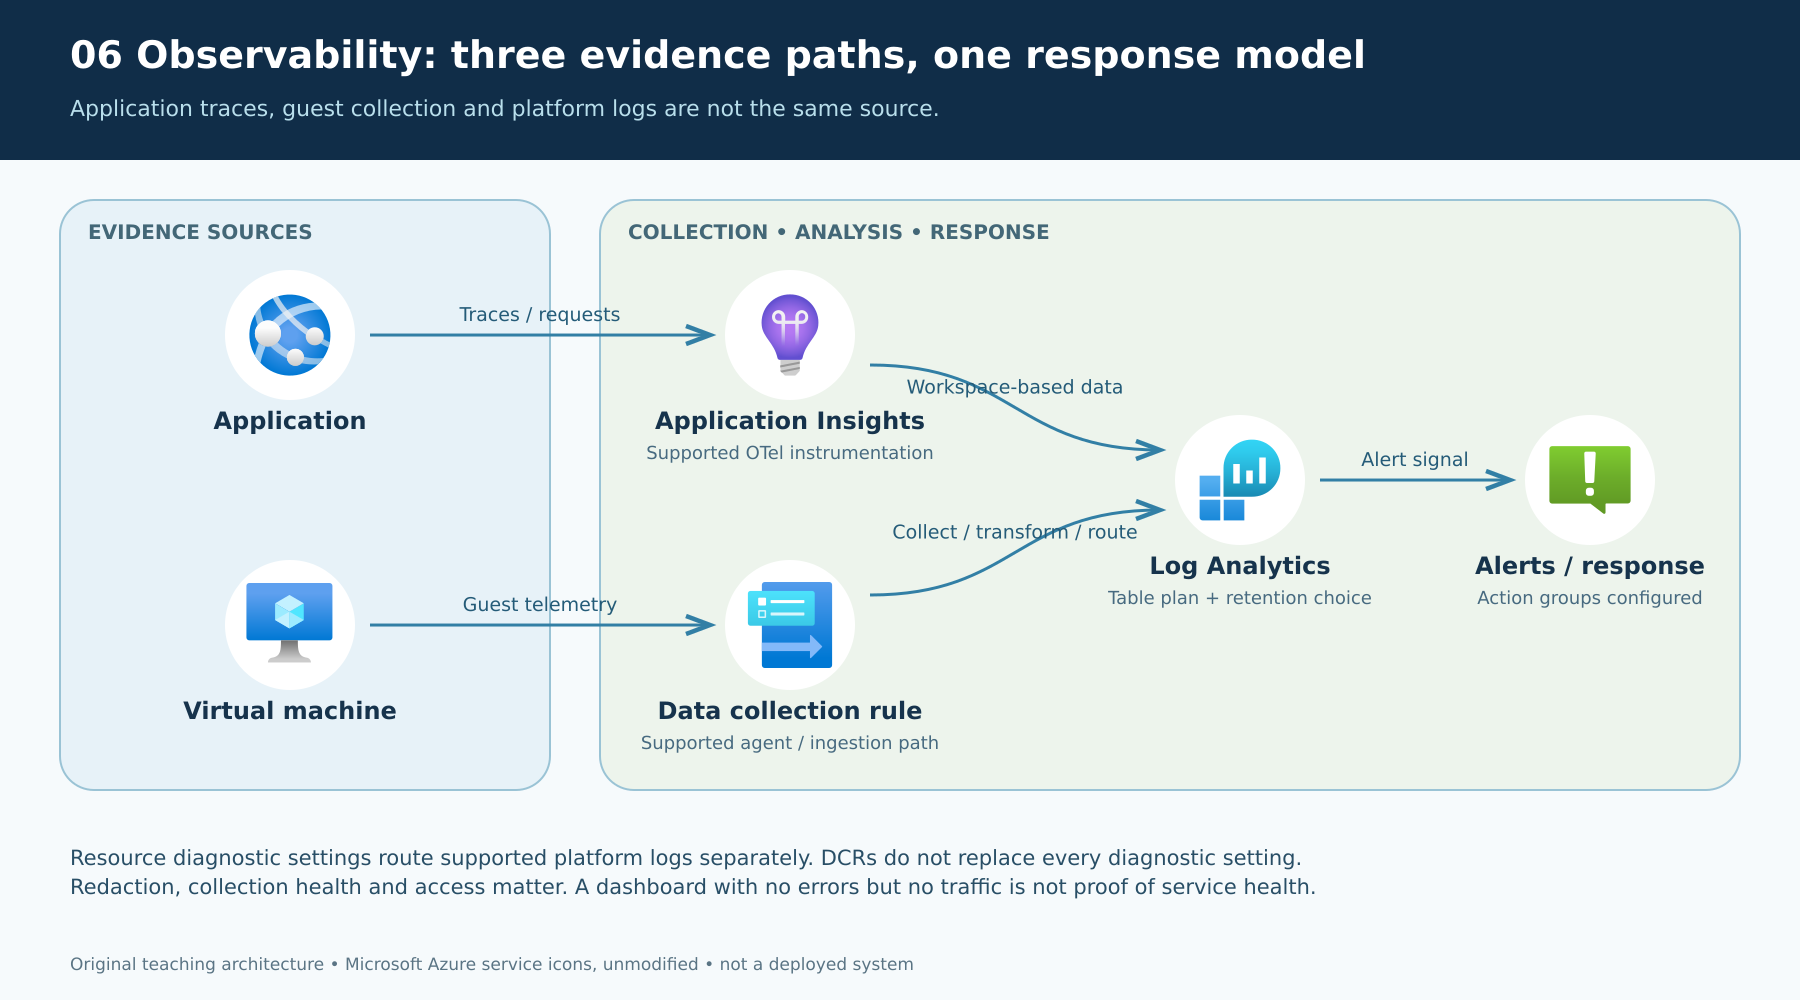 06 Observability: three evidence paths, one response model
Application traces, guest collection and platform logs are not the same source.
EVIDENCE SOURCES
COLLECTION • ANALYSIS • RESPONSE
Traces / requests
Application
Application Insights
Supported OTel instrumentation
Workspace-based data
Alert signal
Collect / transform / route
Log Analytics
Table plan + retention choice
Alerts / response
Action groups configured
Guest telemetry
Virtual machine
Data collection rule
Supported agent / ingestion path
Resource diagnostic settings route supported platform logs separately. DCRs do not replace every diagnostic setting.
Redaction, collection health and access matter. A dashboard with no errors but no traffic is not proof of service health.
Original teaching architecture • Microsoft Azure service icons, unmodified • not a deployed system